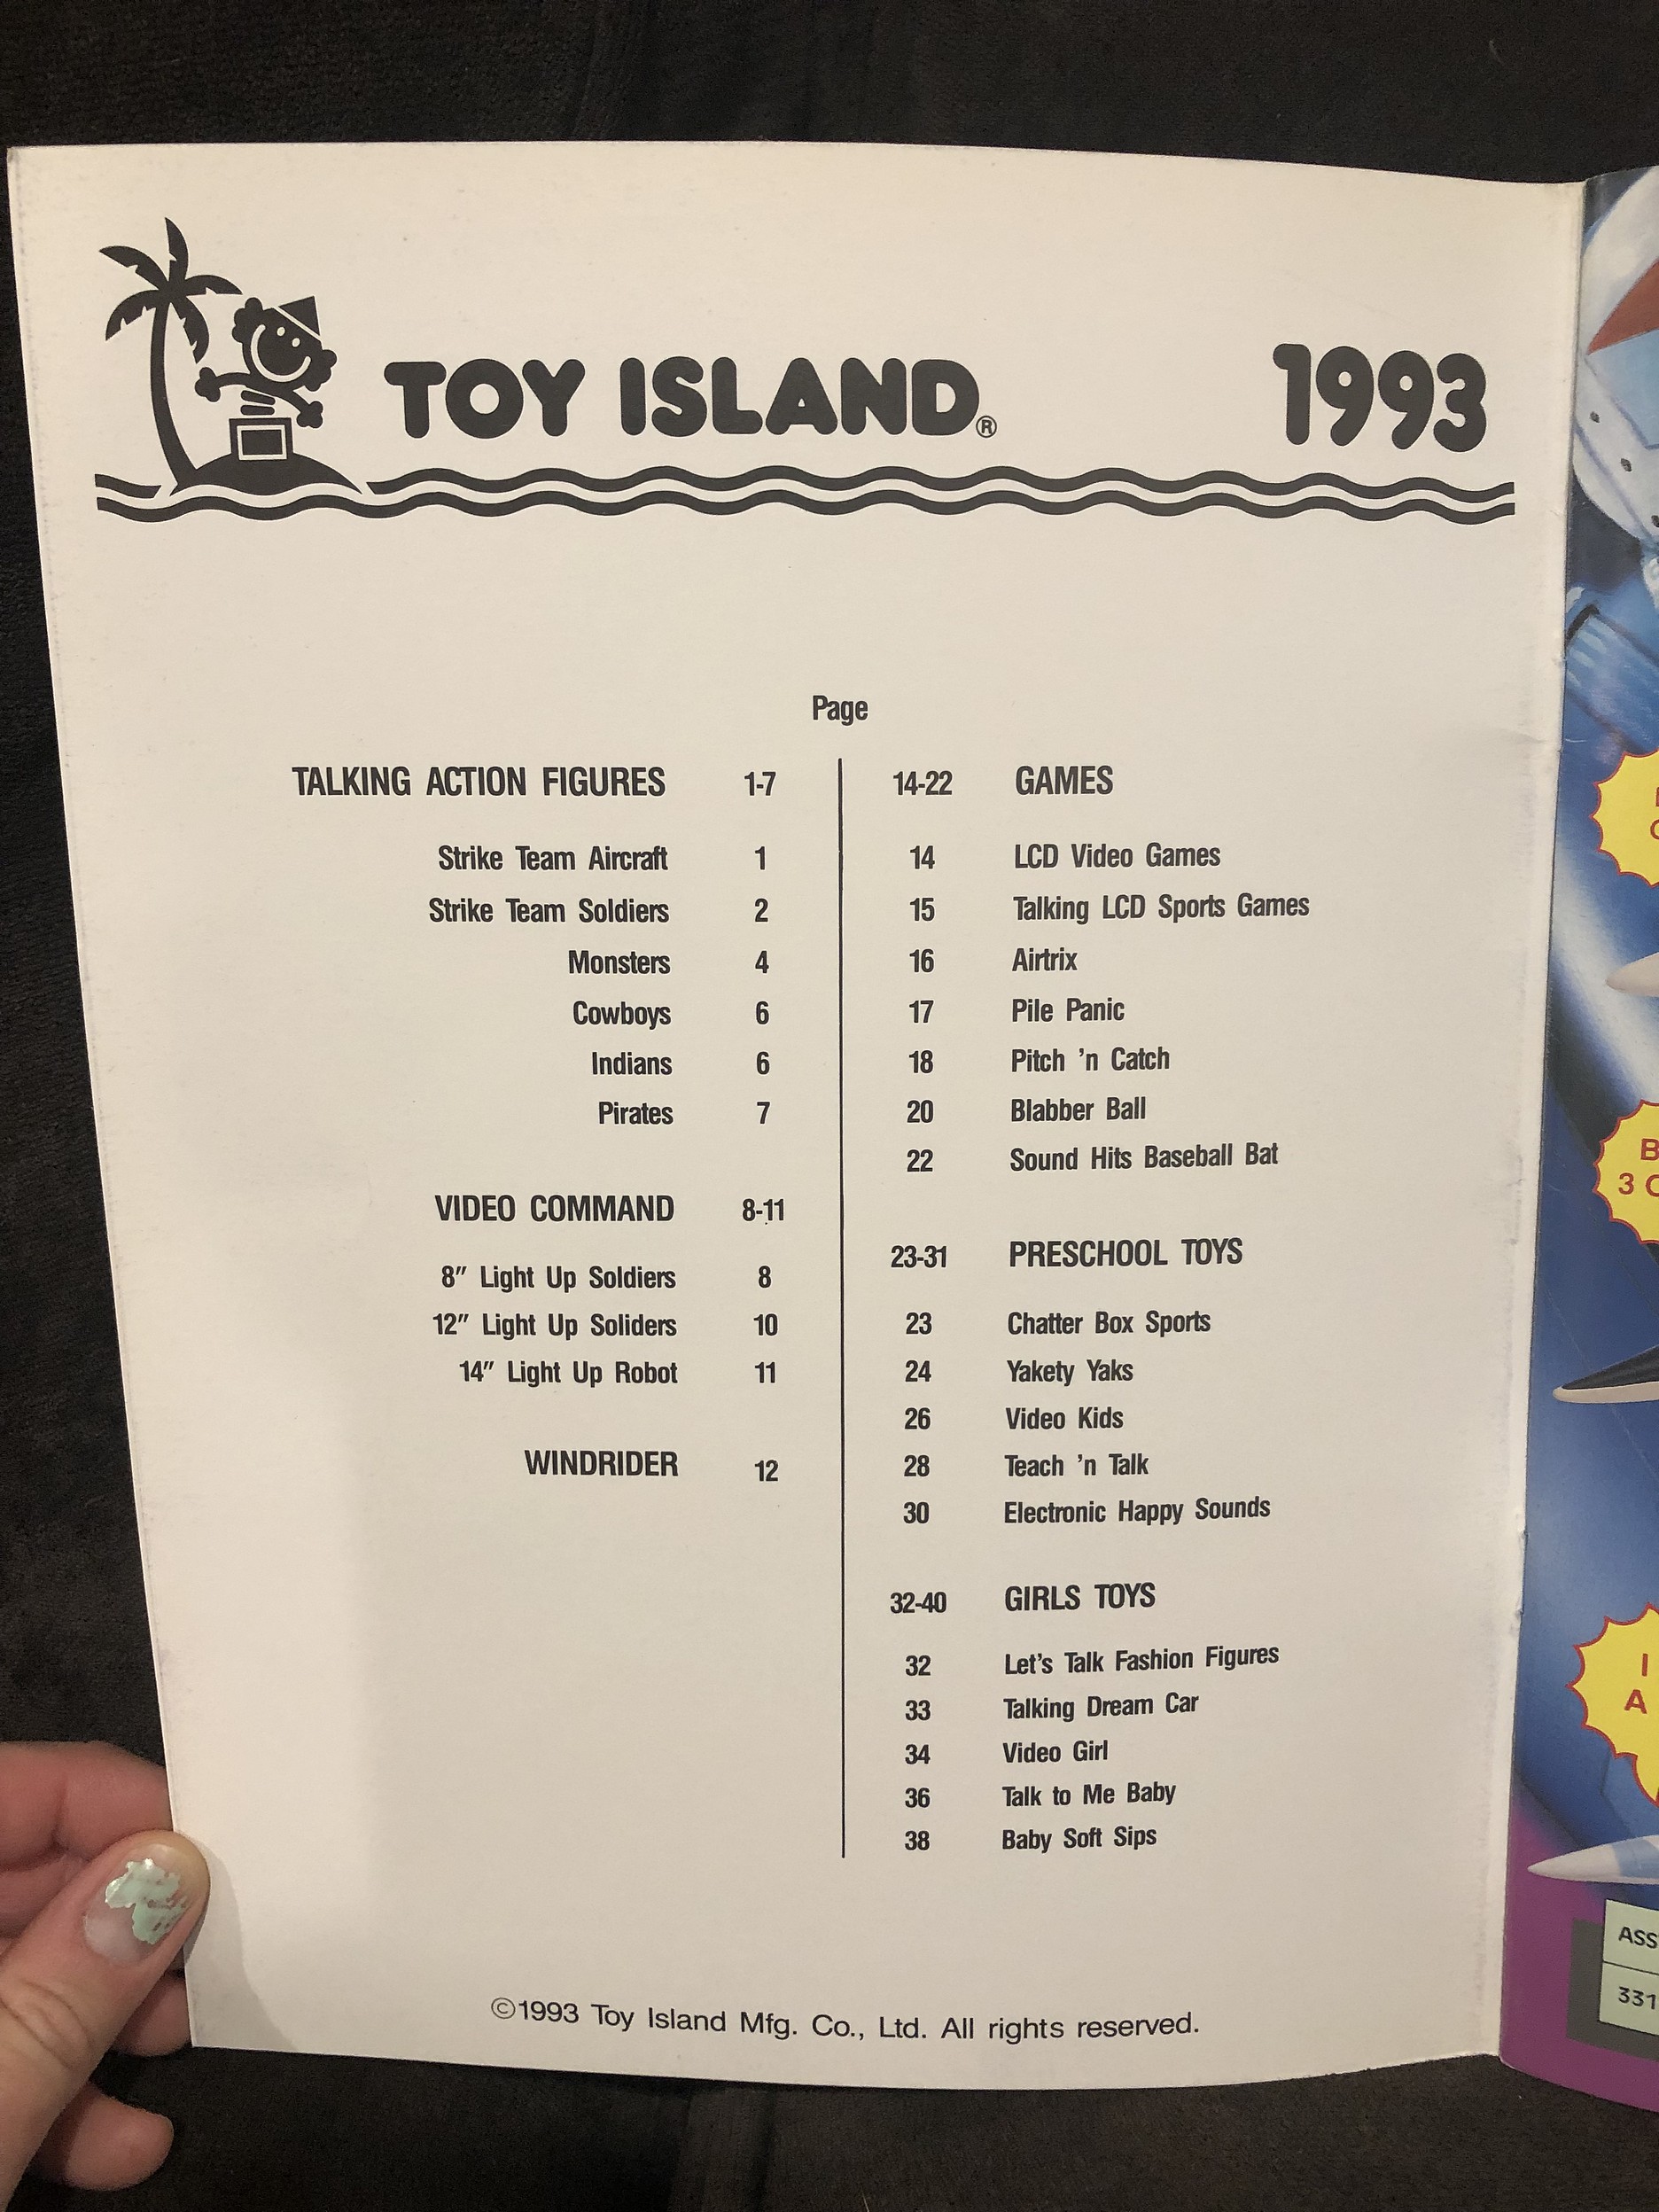 TOY ISLAND®
1993
Page
TALKING ACTION FIGURES 1-7
Strike Team Aircraft 1
Strike Team Soldiers 2
Monsters 4
Cowboys 6
Indians 6
Pirates 7
VIDEO COMMAND 8-11
8" Light Up Soldiers 8
12" Light Up Soliders 10
14" Light Up Robot 11
WINDRIDER 12
14-22 GAMES
14 LCD Video Games
15 Talking LCD Sports Games
16 Airtrix
17 Pile Panic
18 Pitch 'n Catch
20 Blabber Ball
22 Sound Hits Baseball Bat
23-31 PRESCHOOL TOYS
23 Chatter Box Sports
24 Yakety Yaks
26 Video Kids
28 Teach 'n Talk
30 Electronic Happy Sounds
32-40 GIRLS TOYS
32 Let's Talk Fashion Figures
33 Talking Dream Car
34 Video Girl
36 Talk to Me Baby
38 Baby Soft Sips
©1993 Toy Island Mfg. Co., Ltd. All rights reserved.
3
A
ASS
331